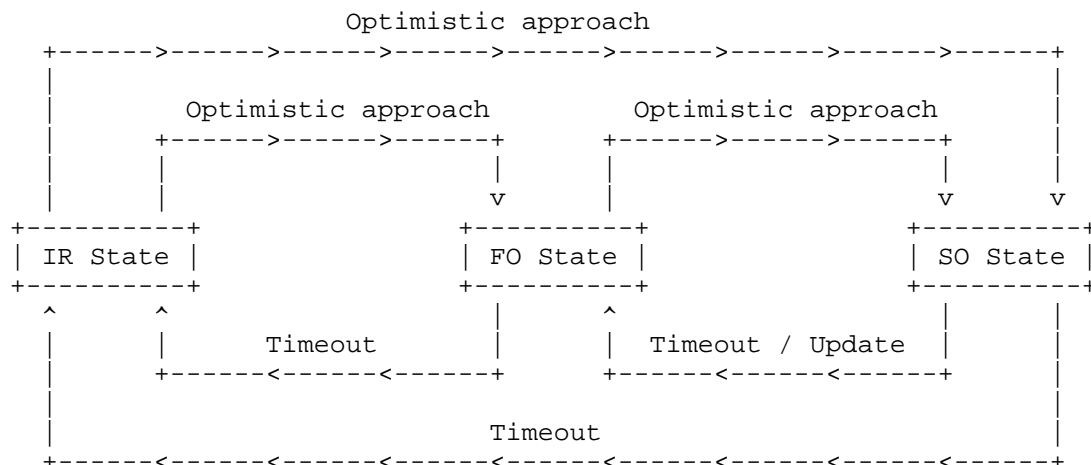 Optimistic approach
Optimistic approach Optimistic approach
IR State FO State SO State
Timeout Timeout / Update
Timeout